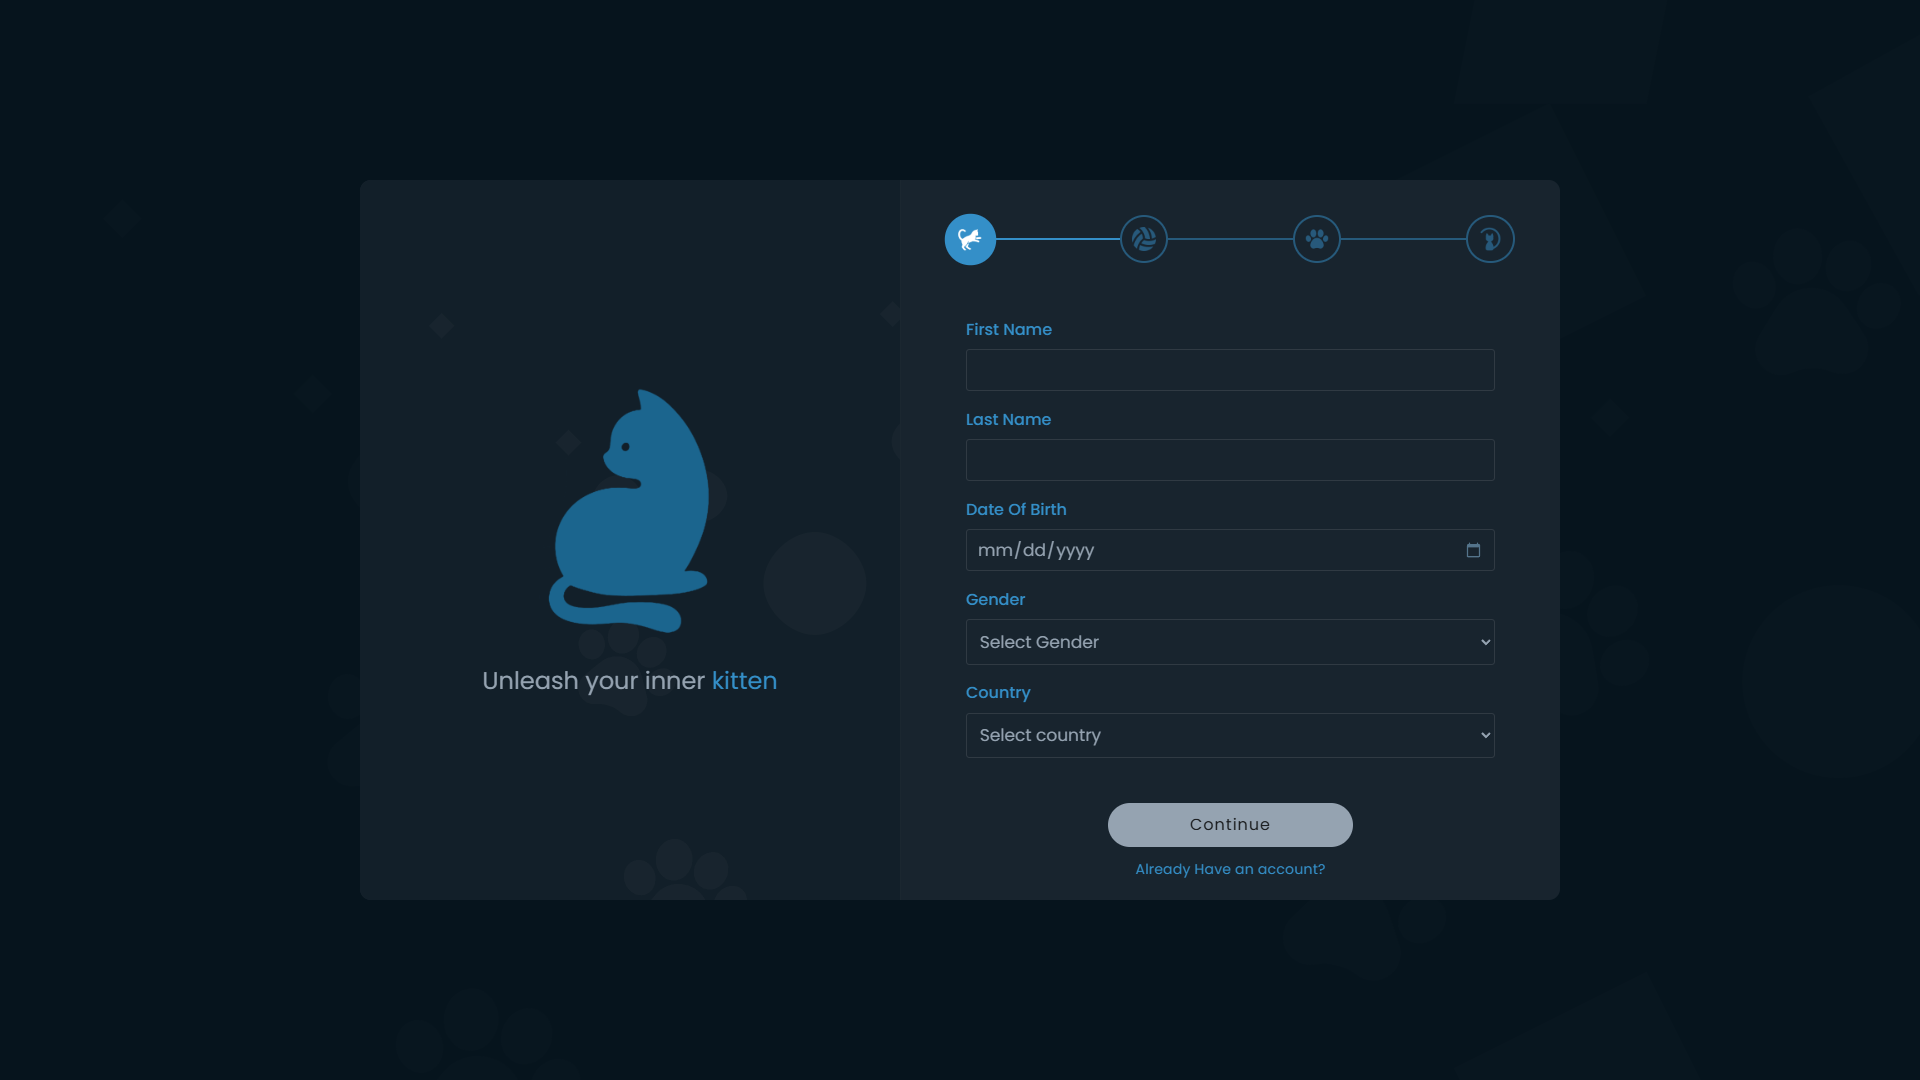 Unleash your inner kitten
First Name
Last Name
Date Of Birth
mm/dd/yyyy
Gender
Select Gender
Country
Select country
Continue
Already Have an account?